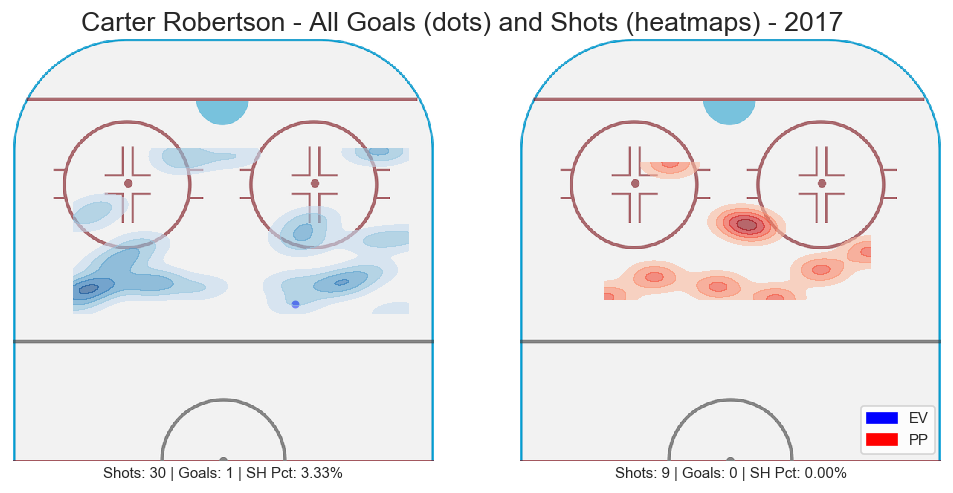 Carter Robertson - All Goals (dots) and Shots (heatmaps) - 2017
EV
PP
Shots: 30 | Goals: 1 | SH Pct: 3.33%
Shots: 9 | Goals: 0 | SH Pct: 0.00%